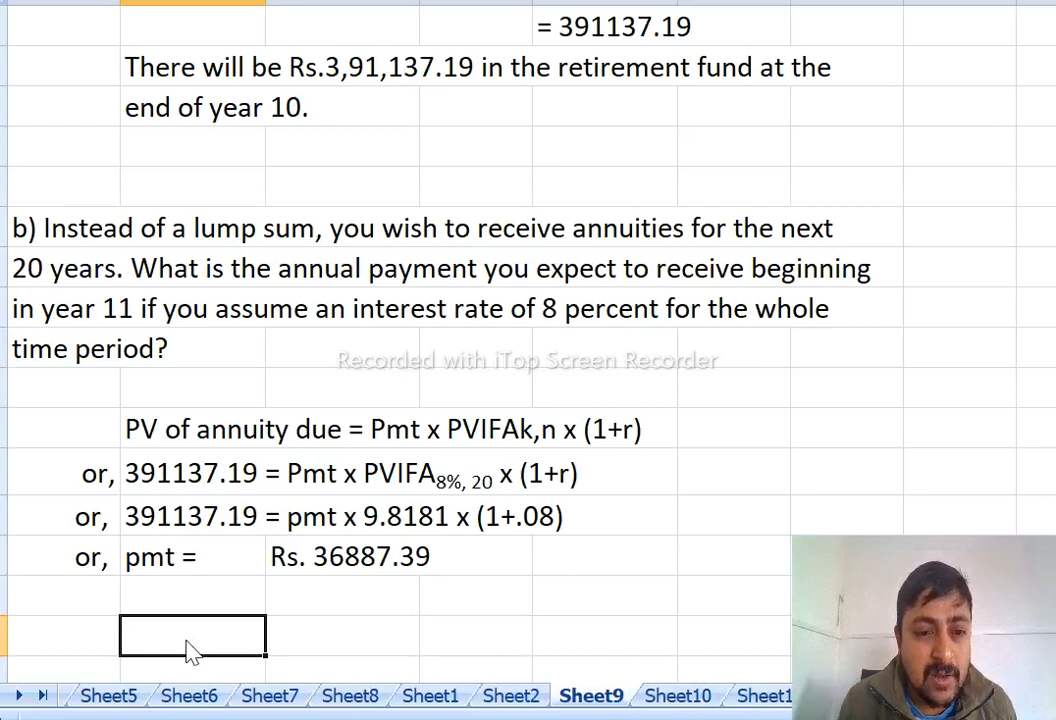 = 391137.19
There will be Rs.3,91,137.19 in the retirement fund at the
end of year 10.
b) Instead of a lump sum, you wish to receive annuities for the next
20 years. What is the annual payment you expect to receive beginning
in year 11 if you assume an interest rate of 8 percent for the whole
time period?
Recorded with iTop Screen Recorder
PV of annuity due = Pmt x PVIFAk,n x (1+r)
or, 391137.19 = Pmt x PVIFA8%, 20 x (1+r)
or, 391137.19 = pmt x 9.8181 x (1+.08)
or, pmt = Rs. 36887.39
Sheet5 Sheet6 Sheet7 Sheet8 Sheet1 Sheet2 Sheet9 Sheet10 Sheet1